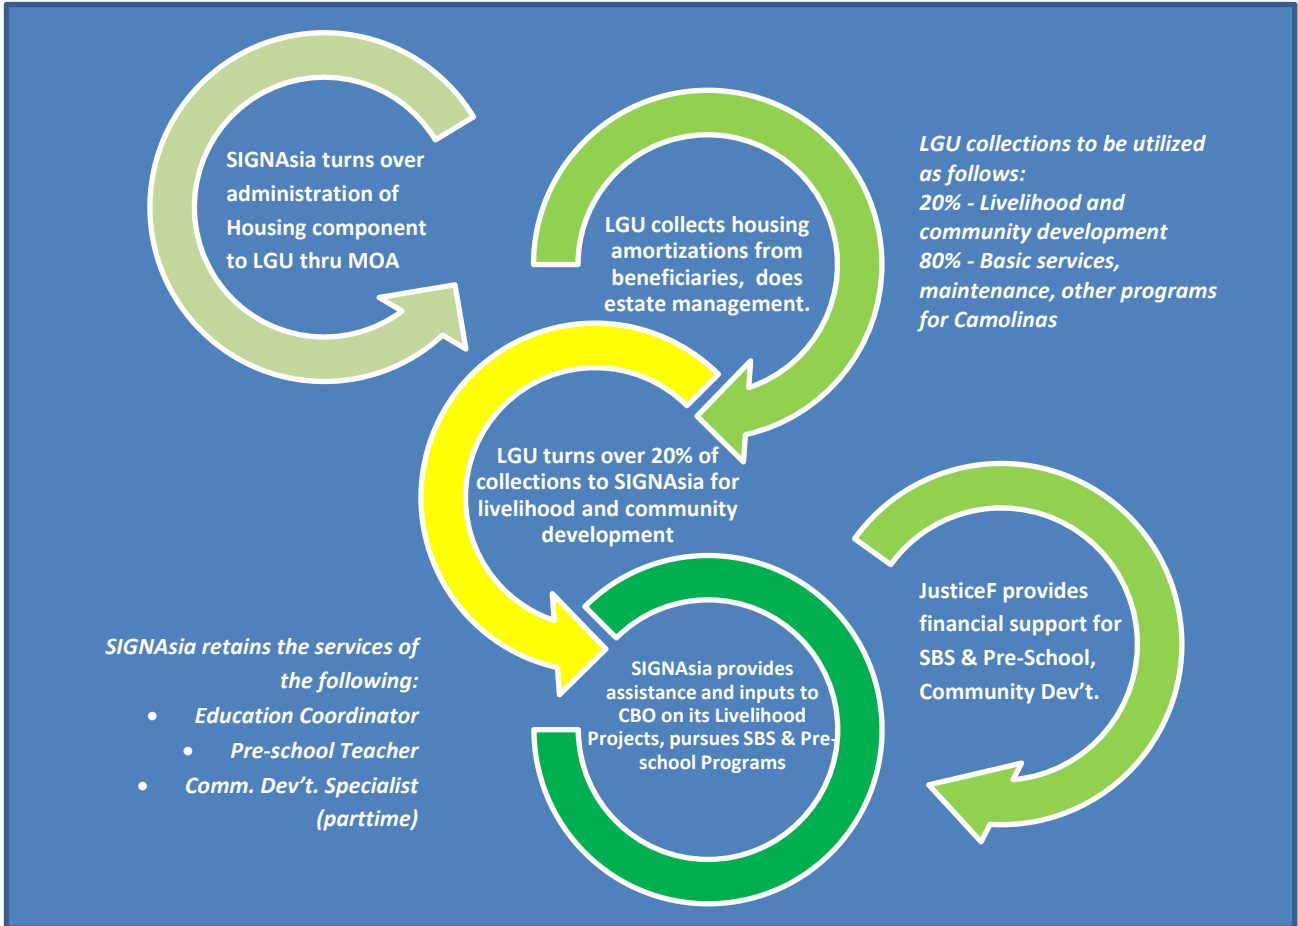 SIGNAsia turns over
administration of
Housing component
to LGU thru MOA
LGU collects housing
amortizations from
beneficiaries, does
estate management.
LGU collections to be utilized
as follows:
20% - Livelihood and
community development
80% - Basic services,
maintenance, other programs
for Camolinas
LGU turns over 20% of
collections to SIGNAsia for
livelihood and community
development
JusticeF provides
financial support for
SBS & Pre-School,
Community Dev’t.
SIGNAsia retains the services of
the following:
• Education Coordinator
• Pre-school Teacher
• Comm. Dev’t. Specialist
(parttime)
SIGNAsia provides
assistance and inputs to
CBO on its Livelihood
Projects, pursues SBS & Pre-
school Programs